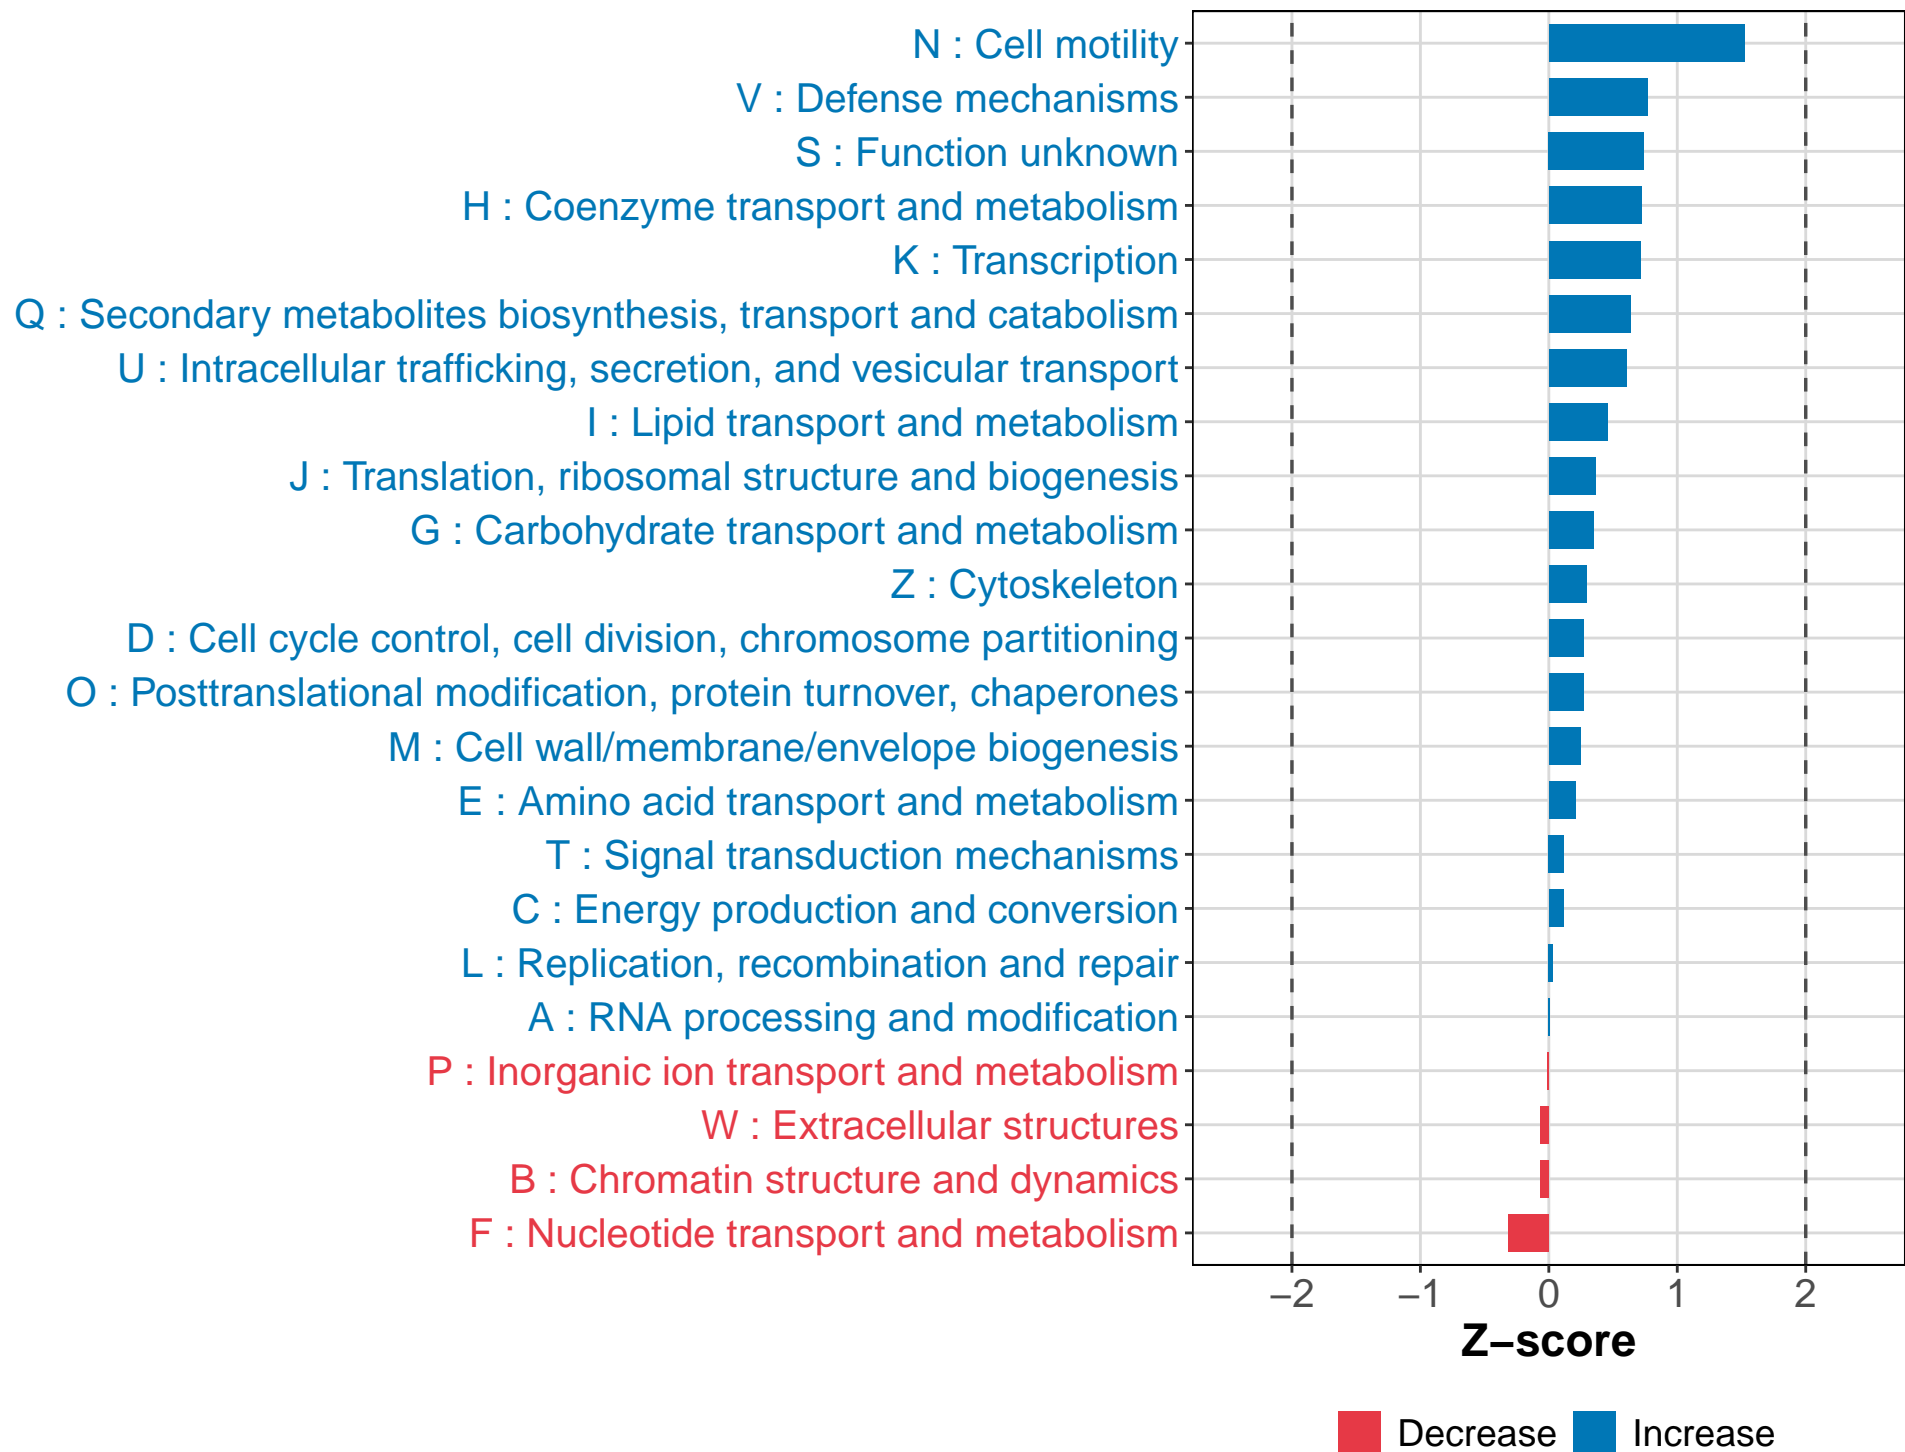 N : Cell motility
V : Defense mechanisms
S : Function unknown
H : Coenzyme transport and metabolism
K : Transcription
Q : Secondary metabolites biosynthesis, transport and catabolism
U : Intracellular trafficking, secretion, and vesicular transport
I : Lipid transport and metabolism
J : Translation, ribosomal structure and biogenesis
G : Carbohydrate transport and metabolism
Z : Cytoskeleton
D : Cell cycle control, cell division, chromosome partitioning
O : Posttranslational modification, protein turnover, chaperones
M : Cell wall/membrane/envelope biogenesis
E : Amino acid transport and metabolism
T : Signal transduction mechanisms
C : Energy production and conversion
L : Replication, recombination and repair
A : RNA processing and modification
P : Inorganic ion transport and metabolism
W : Extracellular structures
B : Chromatin structure and dynamics
F : Nucleotide transport and metabolism
−2 −1 0 1 2
Z−score
Decrease Increase